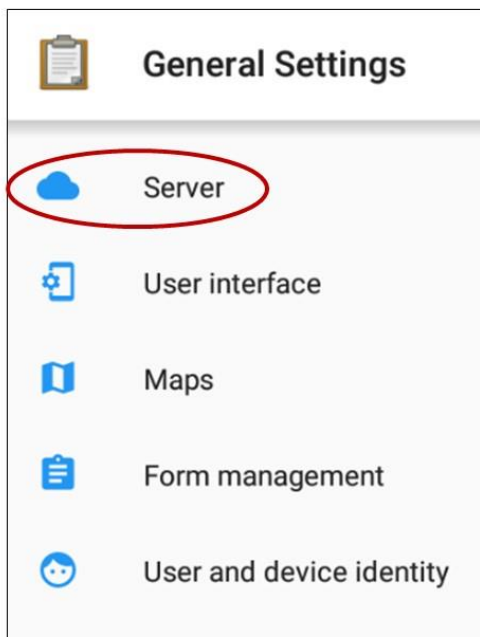 General Settings
Server
User interface
Maps
Form management
User and device identity